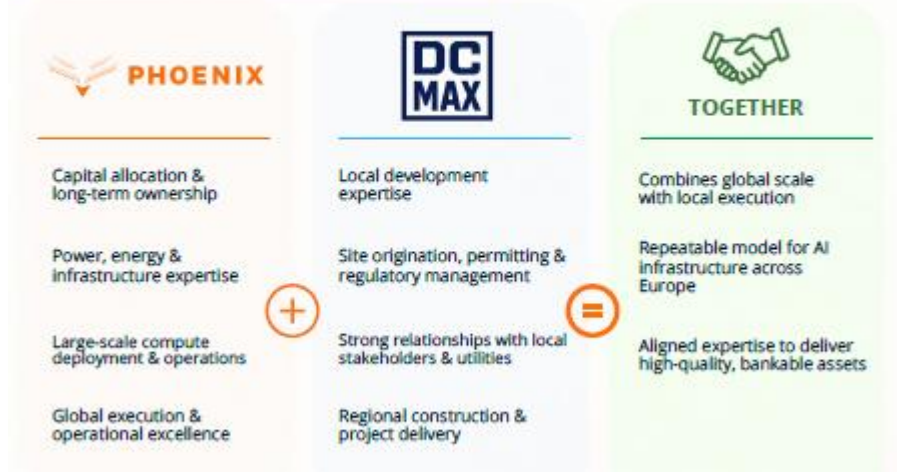 PHOENIX
Capital allocation &
long-term ownership
Power, energy &
infrastructure expertise
Large-scale compute
deployment & operations
Global execution &
operational excellence
+
DC
MAX
Local development
expertise
Site origination, permitting &
regulatory management
Strong relationships with local
stakeholders & utilities
Regional construction &
project delivery
=
TOGETHER
Combines global scale
with local execution
Repeatable model for AI
infrastructure across
Europe
Aligned expertise to deliver
high-quality, bankable assets